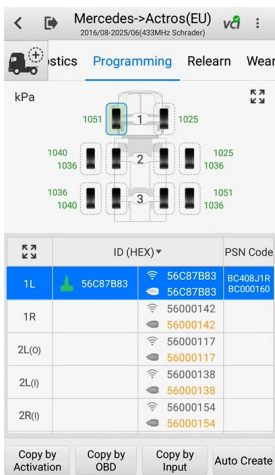 Mercedes->Actros(EU)
2016/08-2025/06(433MHz Schrader)
vci
ostics Programming Relearn Wear
kPa
1051 1 1025
1040 1025
1036 2 1036
1036 1051
1040 3 1036
ID (HEX)▼ PSN Code
1L 56C87B83 56C87B83 BC408J1R
56C87B83 BC000160
1R 56000142
56000142
2L(O) 56000117
56000117
2L(I) 56000138
56000138
2R(I) 56000154
56000154
Copy by Activation
Copy by OBD
Copy by Input
Auto Create